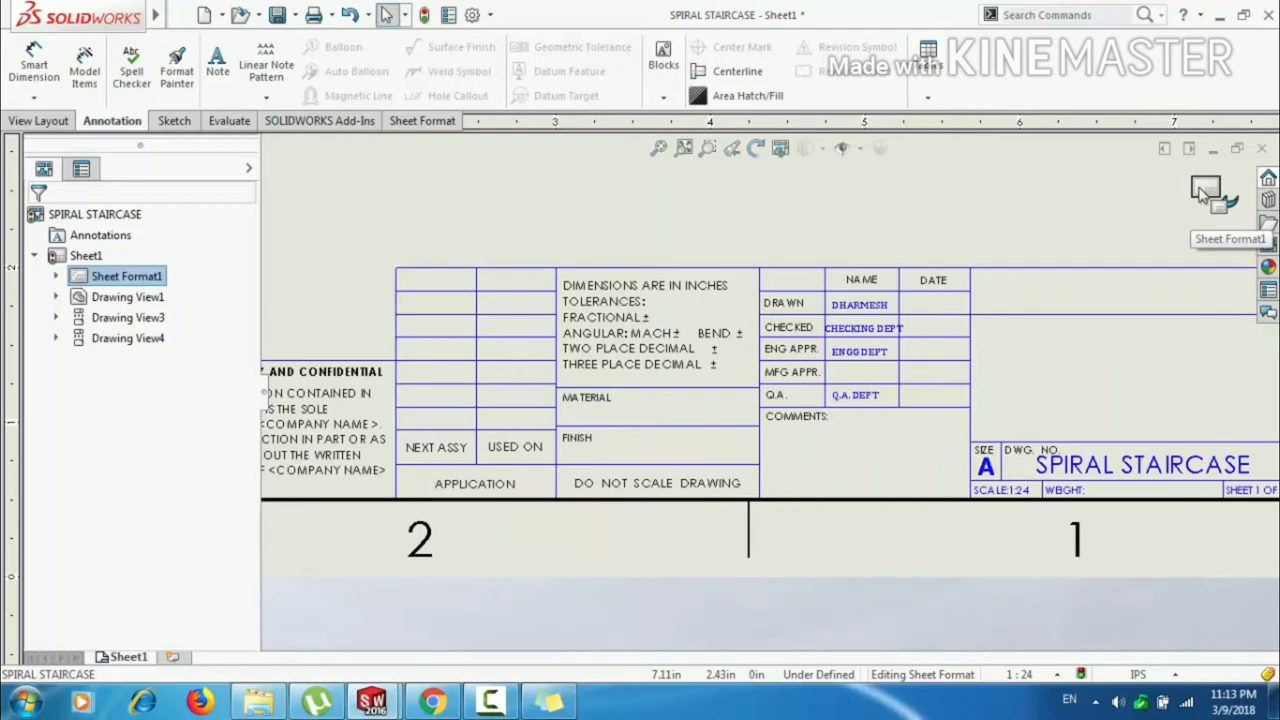 SOLIDWORKS
SPIRAL STAIRCASE - Sheet1 *
Search Commands
Smart Dimension
Model Items
Spell Checker
Format Painter
Note
Linear Note Pattern
Balloon
Auto Balloon
Magnetic Line
Surface Finish
Weld Symbol
Hole Callout
Geometric Tolerance
Datum Feature
Datum Target
Blocks
Center Mark
Centerline
Area Hatch/Fill
Revision Symbol
Made with KINEMASTER
View Layout
Annotation
Sketch
Evaluate
SOLIDWORKS Add-Ins
Sheet Format
3 4 5 6 7
SPIRAL STAIRCASE
Annotations
Sheet1
Sheet Format1
Drawing View1
Drawing View3
Drawing View4
Sheet Format1
2
1
0
Y AND CONFIDENTIAL
N CONTAINED IN
IS THE SOLE
<COMPANY NAME >.
CTION IN PART OR AS
OUT THE WRITTEN
F <COMPANY NAME>
NEXT ASSY
USED ON
APPLICATION
DIMENSIONS ARE IN INCHES
TOLERANCES:
FRACTIONAL ±
ANGULAR: MACH ± BEND ±
TWO PLACE DECIMAL ±
THREE PLACE DECIMAL ±
MATERIAL
FINISH
DO NOT SCALE DRAWING
NAME DATE
DRAWN DHARMESH
CHECKED CHECKING DEPT
ENG APPR. ENGG DEPT
MFG APPR.
Q.A. Q.A. DEPT
COMMENTS:
SIZE DWG. NO.
A SPIRAL STAIRCASE
SCALE:1:24 WEIGHT: SHEET 1 OF
2 1
Sheet1
SPIRAL STAIRCASE
7.11in 2.43in 0in Under Defined Editing Sheet Format 1 : 24 IPS
SW 2016
EN
11:13 PM
3/9/2018